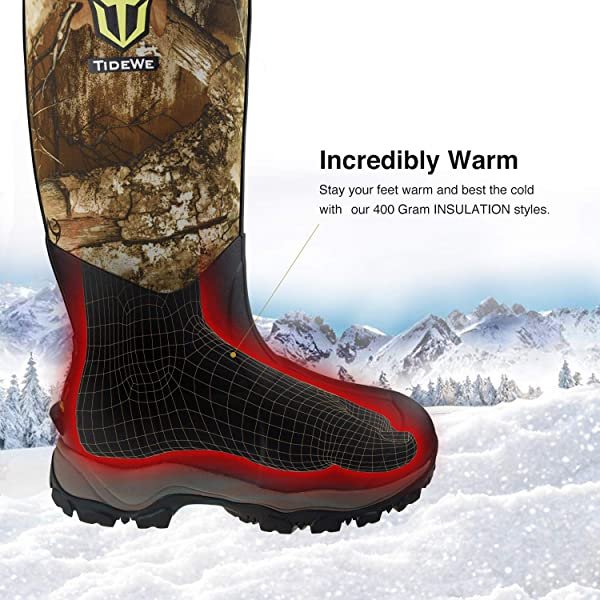 TIDEWE
Incredibly Warm
Stay your feet warm and best the cold
with our 400 Gram INSULATION styles.